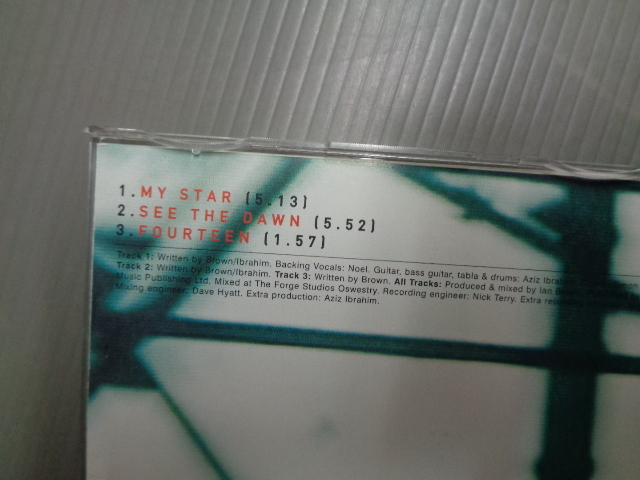 1.MY STAR (5.13)
2.SEE THE DAWN (5.52)
3.FOURTEEN (1.57)
Track 1: Written by Brown/Ibrahim. Backing Vocals: Noel. Guitar, bass guitar, tabla & drums: Aziz
Track 2: Written by Brown/Ibrahim. Track 3: Written by Brown. All Tracks: Produced & mixed by Ian
Music Publishing Ltd. Mixed at The Forge Studios Oswestry. Recording engineer: Nick Terry. Extra
Mixing engineer: Dave Hyatt. Extra production: Aziz Ibrahim.